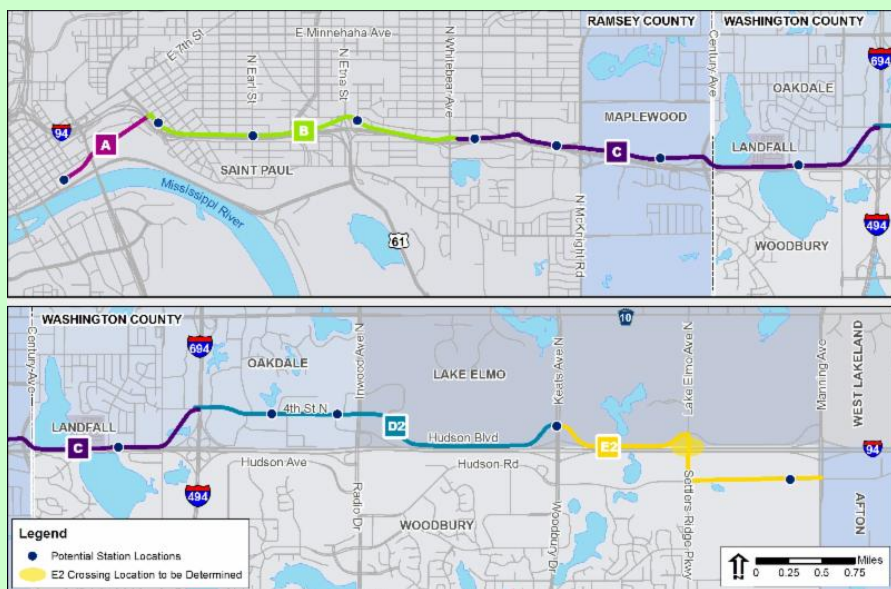 RAMSEY COUNTY
WASHINGTON COUNTY
E 7th St
E Minnehaha Ave
N Earl St
N Etna St
N Whitebear Ave
Century Ave
694
OAKDALE
MAPLEWOOD
94
A
B
C
LANDFALL
SAINT PAUL
Mississippi River
61
N McKnight Rd
494
WOODBURY
WASHINGTON COUNTY
10
Century Ave
694
OAKDALE
Inwood Ave N
LAKE ELMO
Keats Ave N
Lake Elmo Ave N
Manning Ave
WEST LAKELAND
4th St N
LANDFALL
C
D2
Hudson Blvd
E2
94
Hudson Ave
Hudson Rd
494
Radio Dr
WOODBURY
Woodbury Dr
Settlers-Ridge-Pkwy
AFTON
Legend
Potential Station Locations
E2 Crossing Location to be Determined
N
Miles
0 0.25 0.5 0.75